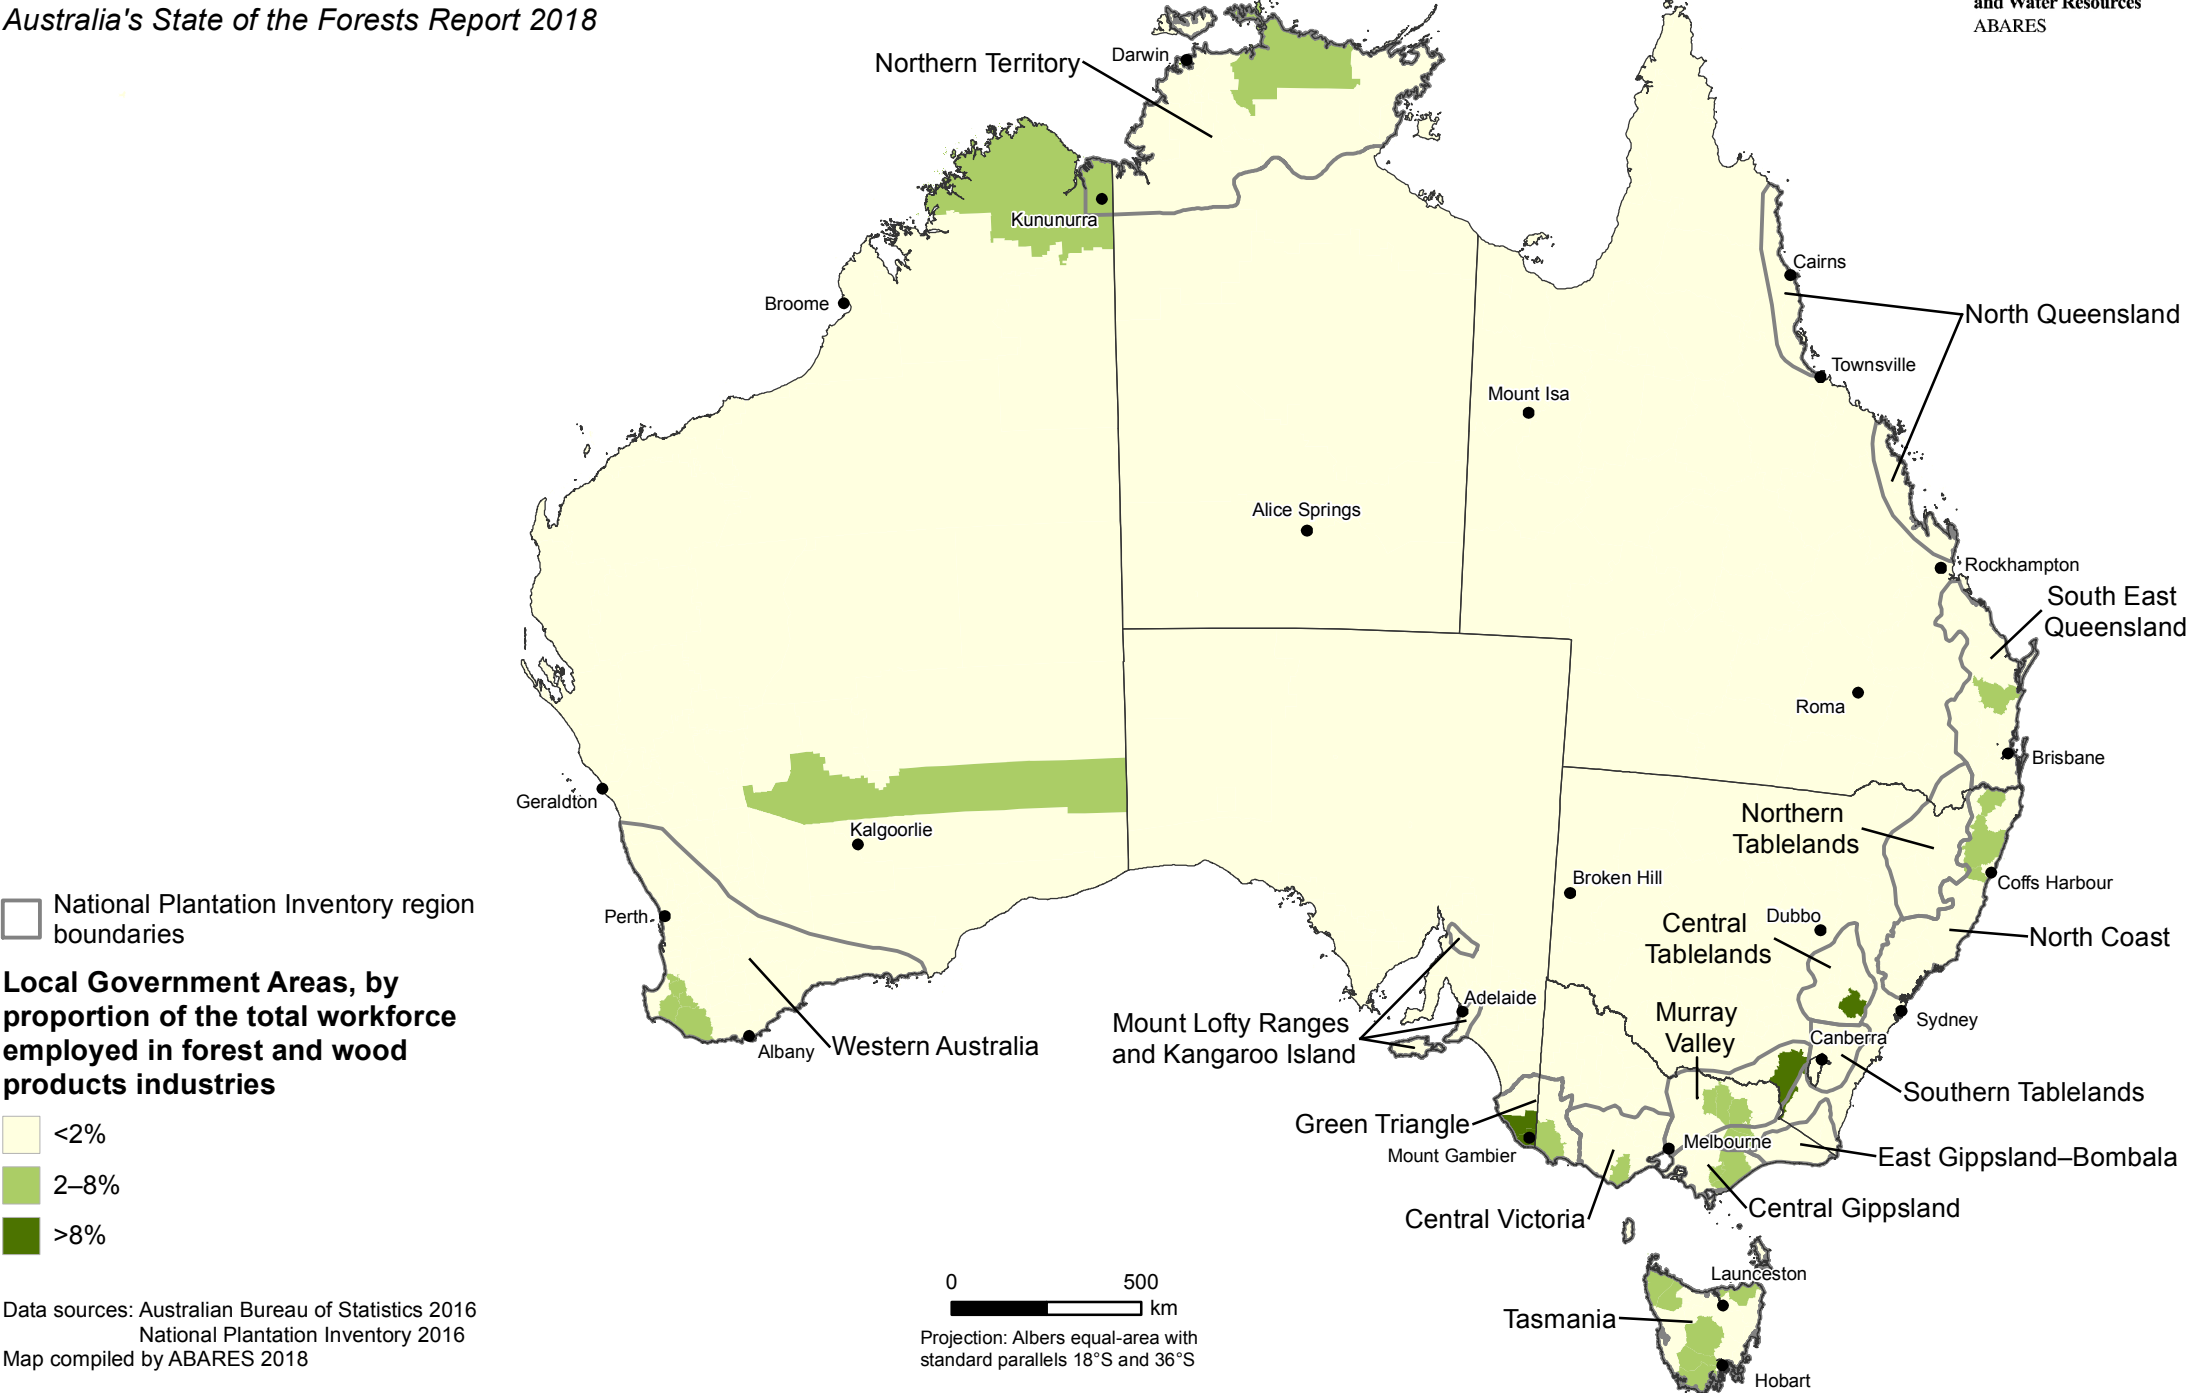 Australia's State of the Forests Report 2018
and Water Resources
ABARES
Northern Territory
Darwin
Kununurra
Broome
Cairns
North Queensland
Townsville
Mount Isa
Alice Springs
Rockhampton
South East
Queensland
Roma
Brisbane
Geraldton
Kalgoorlie
Northern
Tablelands
Broken Hill
Coffs Harbour
Perth
Dubbo
Central
Tablelands
North Coast
Adelaide
Mount Lofty Ranges
and Kangaroo Island
Murray
Valley
Sydney
Canberra
Albany
Western Australia
Southern Tablelands
Green Triangle
Mount Gambier
Melbourne
East Gippsland–Bombala
Central Victoria
Central Gippsland
Launceston
Tasmania
Hobart
National Plantation Inventory region
boundaries
Local Government Areas, by
proportion of the total workforce
employed in forest and wood
products industries
<2%
2–8%
>8%
Data sources: Australian Bureau of Statistics 2016
National Plantation Inventory 2016
Map compiled by ABARES 2018
0 500
km
Projection: Albers equal-area with
standard parallels 18°S and 36°S